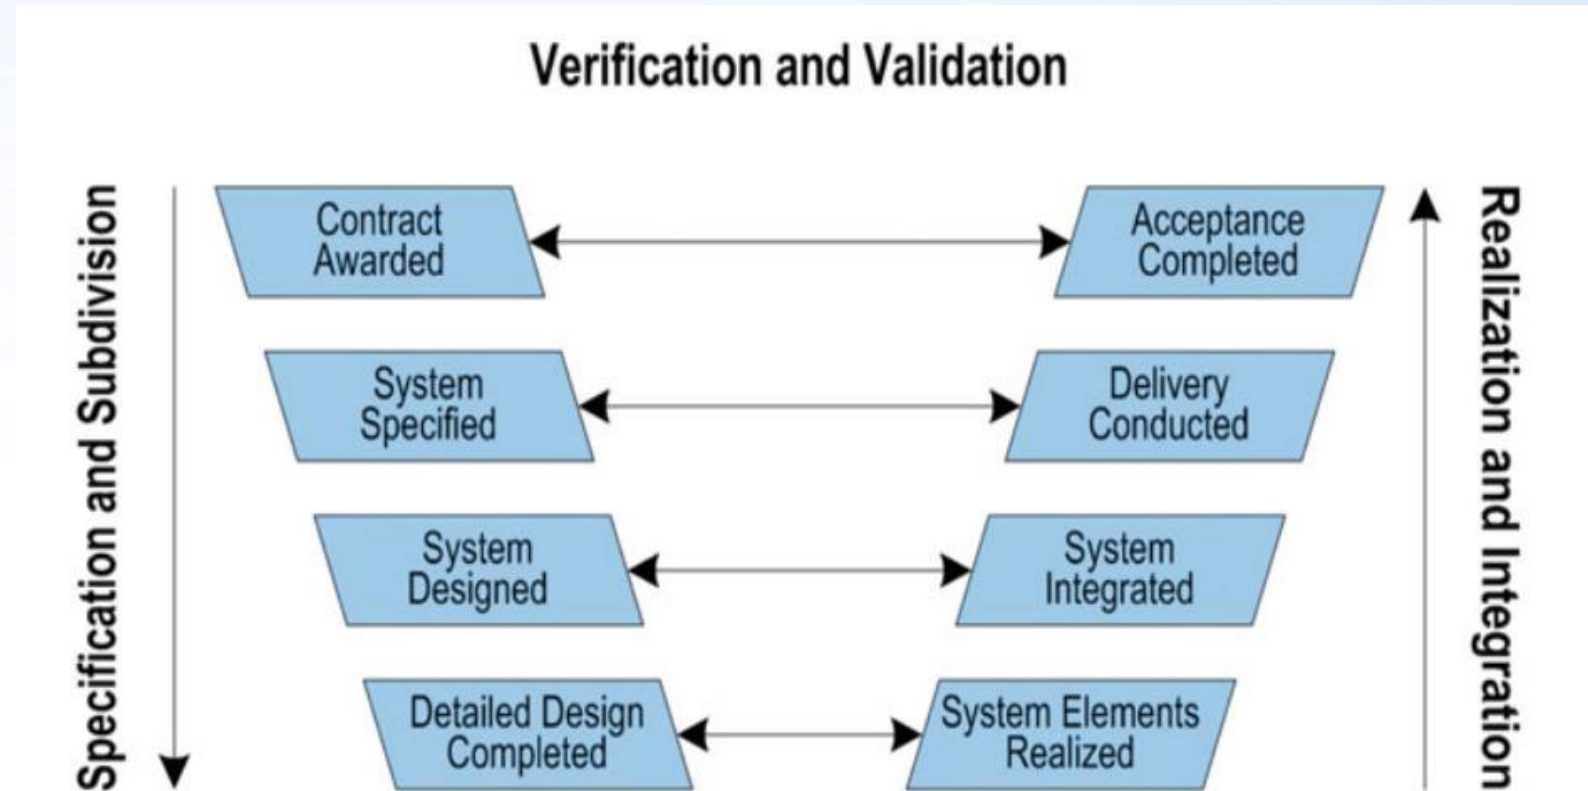 Verification and Validation
Specification and Subdivision
Contract
Awarded
Acceptance
Completed
System
Specified
Delivery
Conducted
System
Designed
System
Integrated
Detailed Design
Completed
System Elements
Realized
Realization and Integration